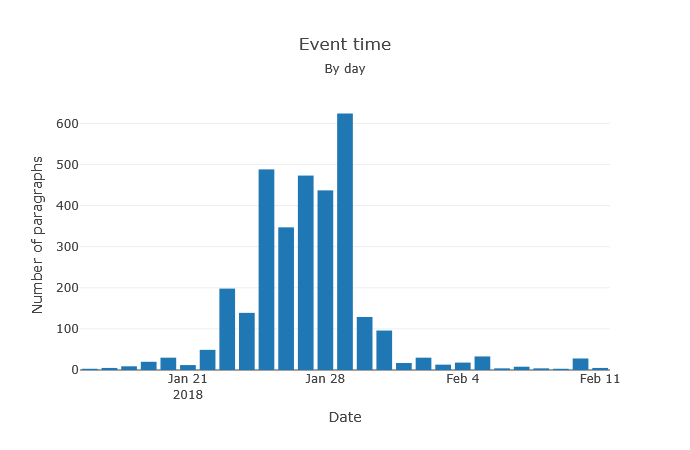 Event time
By day
Number of paragraphs
600
500
400
300
200
100
0
Jan 21
2018
Jan 28
Feb 4
Feb 11
Date